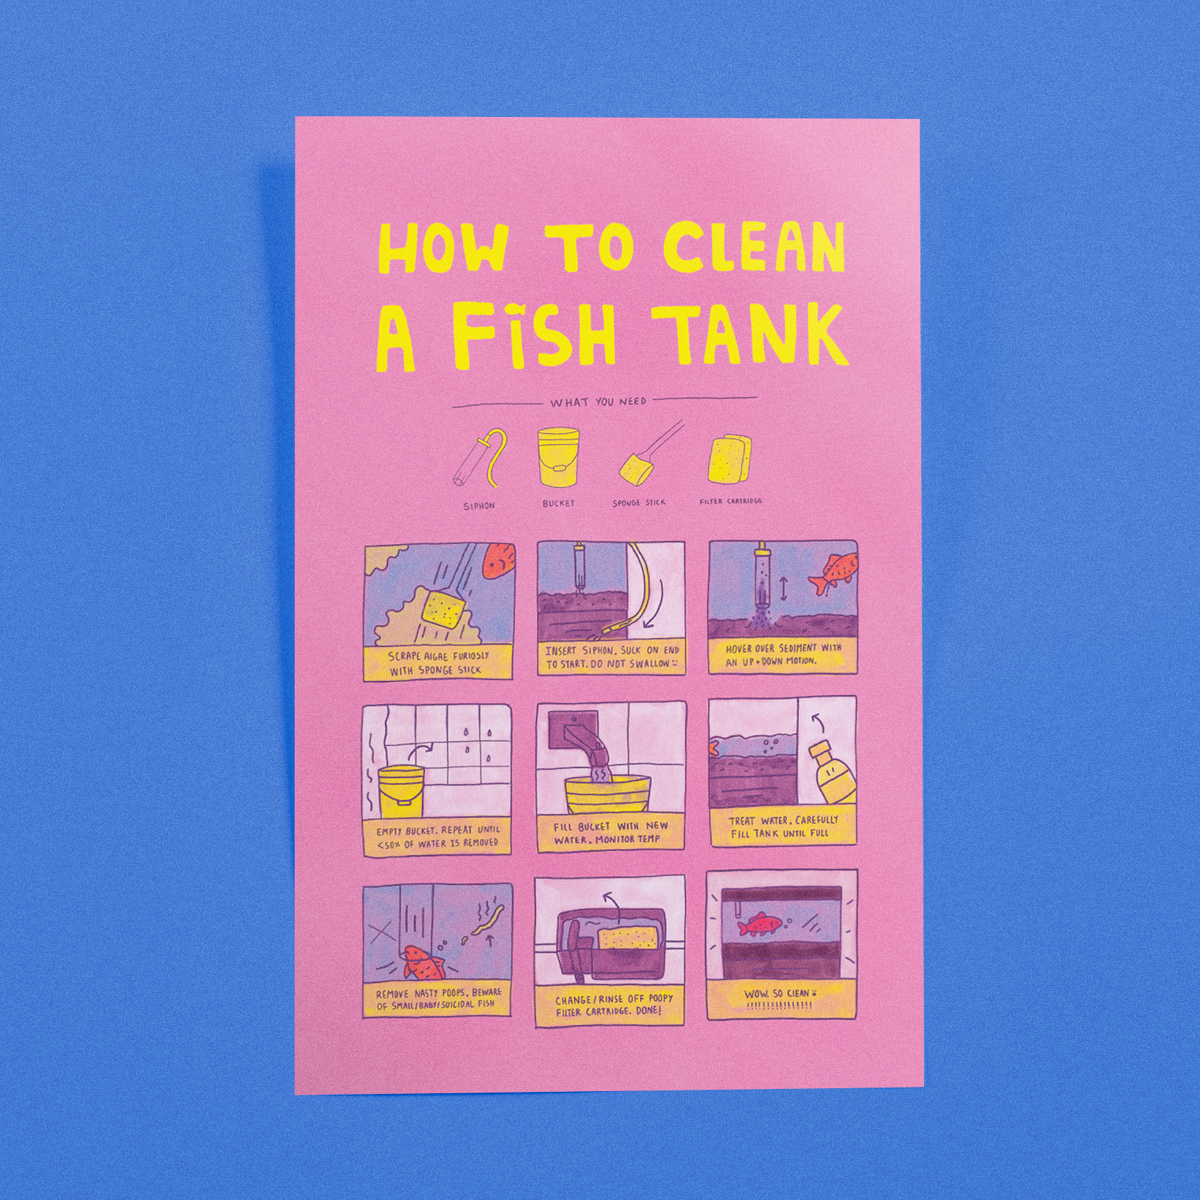 HOW TO CLEAN
A FISH TANK
WHAT YOU NEED
SIPHON
BUCKET
SPONGE STICK
FILTER CARTRIDGE
SCRAPE ALGAE FURIOSLY
WITH SPONGE STICK
INSERT SIPHON. SUCK ON END
TO START. DO NOT SWALLOW
HOVER OVER SEDIMENT WITH
AN UP + DOWN MOTION.
EMPTY BUCKET. REPEAT UNTIL
<50% OF WATER IS REMOVED
FILL BUCKET WITH NEW
WATER. MONITOR TEMP
TREAT WATER. CAREFULLY
FILL TANK UNTIL FULL
REMOVE NASTY POOPS. BEWARE
OF SMALL/BABY/SUICIDAL FISH
CHANGE/RINSE OFF POOPY
FILTER CARTRIDGE. DONE!
WOW. SO CLEAN
!!!!!!!!!!!!!!!